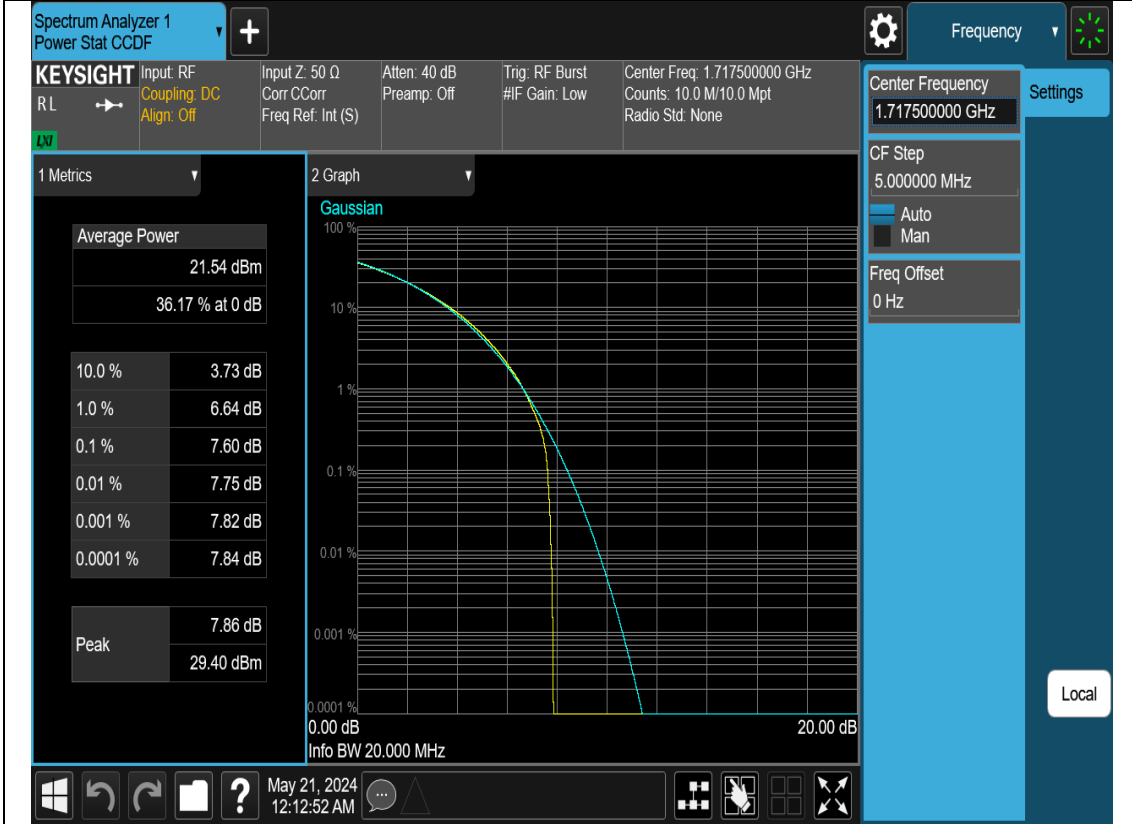 Spectrum Analyzer 1
Power Stat CCDF
+
Frequency
KEYSIGHT
RL
LXI
Input: RF
Coupling: DC
Align: Off
Input Z: 50 Ω
Corr CCorr
Freq Ref: Int (S)
Atten: 40 dB
Preamp: Off
Trig: RF Burst
#IF Gain: Low
Center Freq: 1.717500000 GHz
Counts: 10.0 M/10.0 Mpt
Radio Std: None
Center Frequency
1.717500000 GHz
Settings
CF Step
5.000000 MHz
Auto
Man
Freq Offset
0 Hz
1 Metrics
Average Power
21.54 dBm
36.17 % at 0 dB
10.0 % 3.73 dB
1.0 % 6.64 dB
0.1 % 7.60 dB
0.01 % 7.75 dB
0.001 % 7.82 dB
0.0001 % 7.84 dB
Peak
7.86 dB
29.40 dBm
2 Graph
Gaussian
100 %
10 %
1 %
0.1 %
0.01 %
0.001 %
0.0001 %
0.00 dB 20.00 dB
Info BW 20.000 MHz
Local
?
May 21, 2024
12:12:52 AM